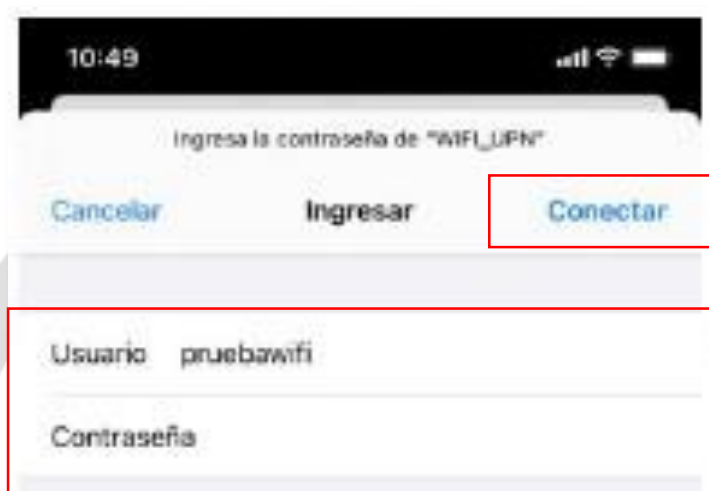 10:49
Ingresa la contraseña de "WIFI_UPN"
Cancelar Ingresar Conectar
Usuario pruebawifi
Contraseña